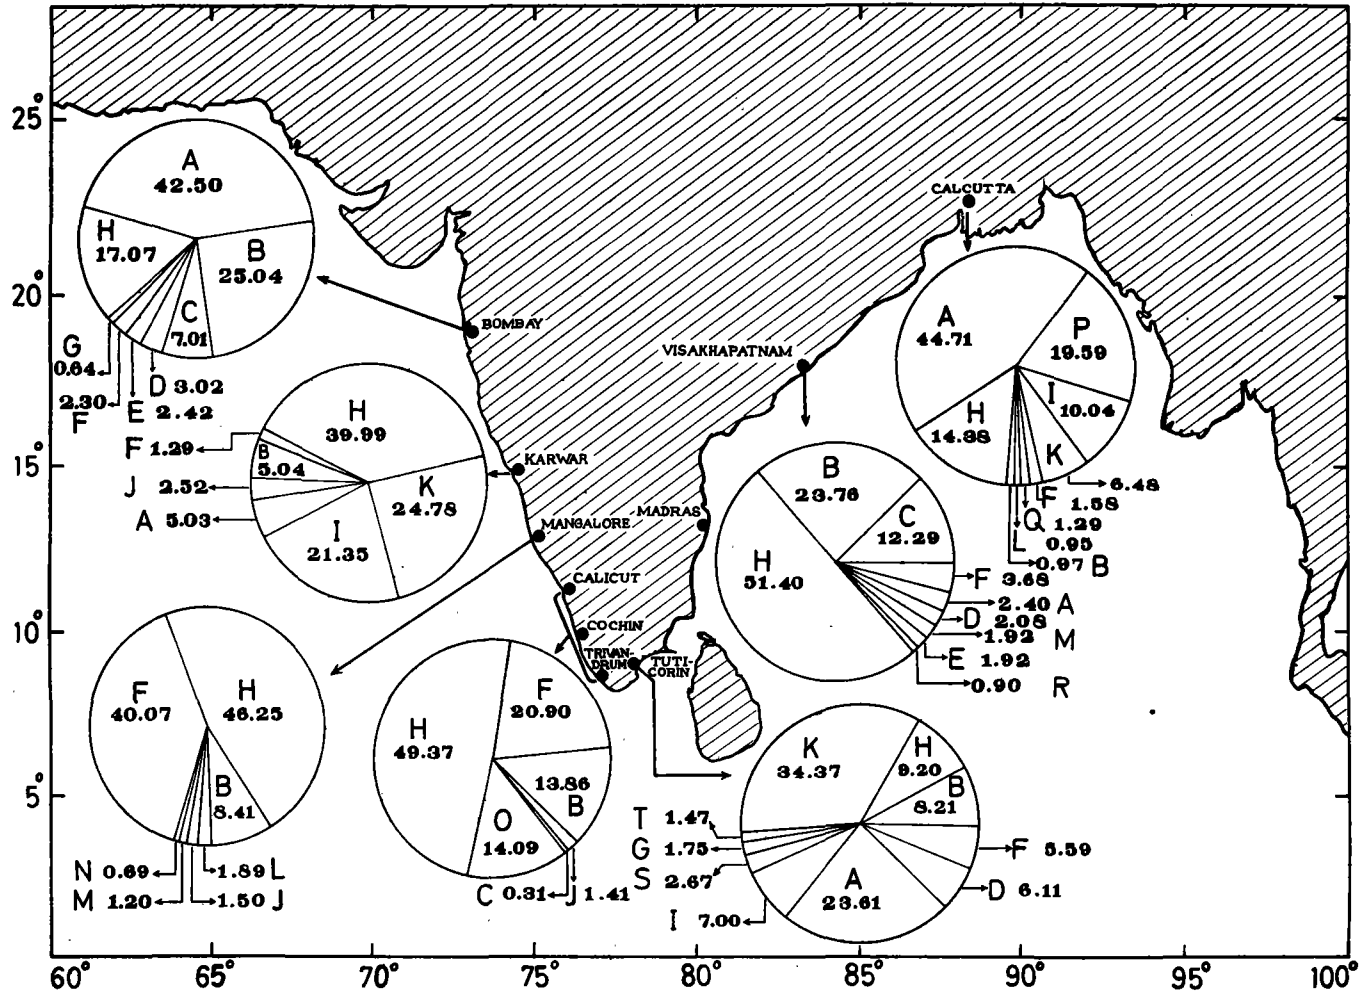 25°
20°
15°
10°
5°
60°
65°
70°
75°
80°
85°
90°
95°
100°
CALCUTTA
BOMBAY
VISAKHAPATNAM
KARWAR
MANGALORE
MADRAS
CALICUT
COCHIN
TRIVAN-
DRUM
TUTI-
CORIN
A
42.50
H
17.07
B
25.04
C
7.01
G
0.64
2.30
F
E 2.42
D 3.02
H
39.99
F 1.29
B
5.04
J 2.52
A 5.03
I
21.35
K
24.78
F
40.07
H
46.25
B
8.41
N 0.69
M 1.20
1.89 L
1.50 J
H
49.37
F
20.90
13.86
B
O
14.09
C 0.31
J 1.41
A
44.71
P
19.59
I
10.04
H
14.38
K
6.48
F
1.58
Q 1.29
L 0.95
0.97 B
B
23.76
C
12.29
H
51.40
F 3.68
2.40 A
D 2.08
1.92 M
E 1.92
0.90 R
K
34.37
H
9.20
B
8.21
T 1.47
G 1.75
S 2.67
I 7.00
A
23.61
F 5.59
D 6.11